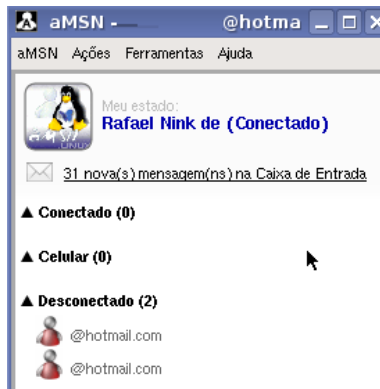 aMSN - @hotma
aMSN Ações Ferramentas Ajuda
Meu estado:
Rafael Nink de (Conectado)
31 nova(s) mensagem(ns) na Caixa de Entrada
Conectado (0)
Celular (0)
Desconectado (2)
@hotmail.com
@hotmail.com